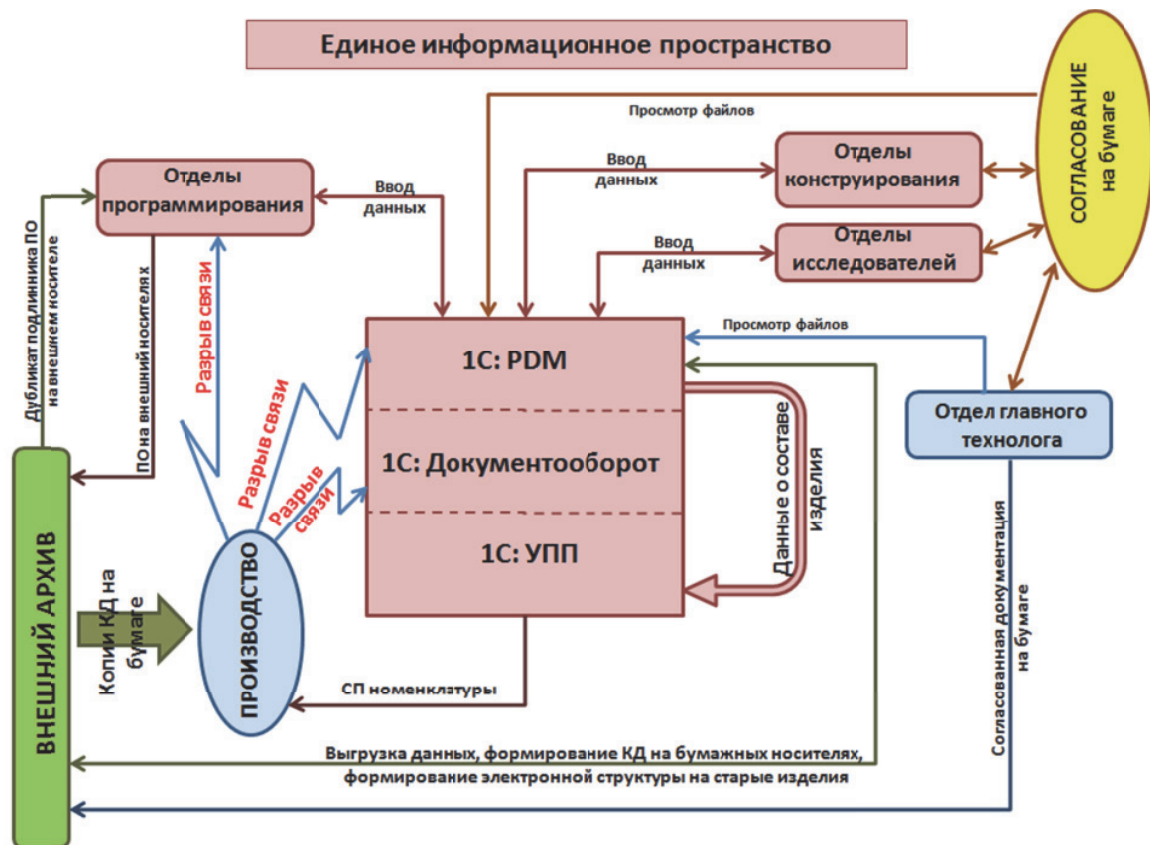 Единое информационное пространство
СОГЛАСОВАНИЕ
на бумаге
Просмотр файлов
Отделы
программирования
Ввод
данных
Ввод
данных
Отделы
конструирования
Ввод
данных
Отделы
исследователей
Дубликат подлинника ПО
на внешнем носителе
ПО на внешний носителях
Разрыв связи
Разрыв связи
Разрыв
связи
1С: PDM
1С: Документооборот
1С: УПП
Просмотр файлов
Данные о составе
изделия
Отдел главного
технолога
ВНЕШНИЙ АРХИВ
Копии КД на
бумаге
ПРОИЗВОДСТВО
СП номенклатуры
Согласованная документация
на бумаге
Выгрузка данных, формирование КД на бумажных носителях,
формирование электронной структуры на старые изделия